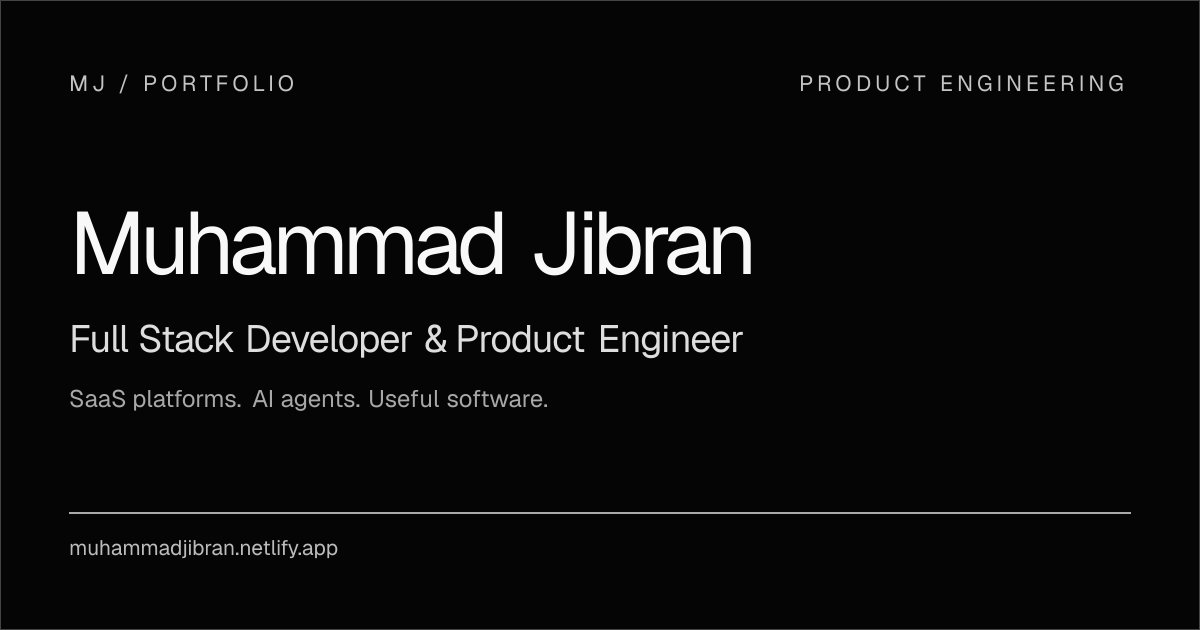 MJ / PORTFOLIO
PRODUCT ENGINEERING
Muhammad Jibran
Full Stack Developer & Product Engineer
SaaS platforms. AI agents. Useful software.
muhammadjibran.netlify.app